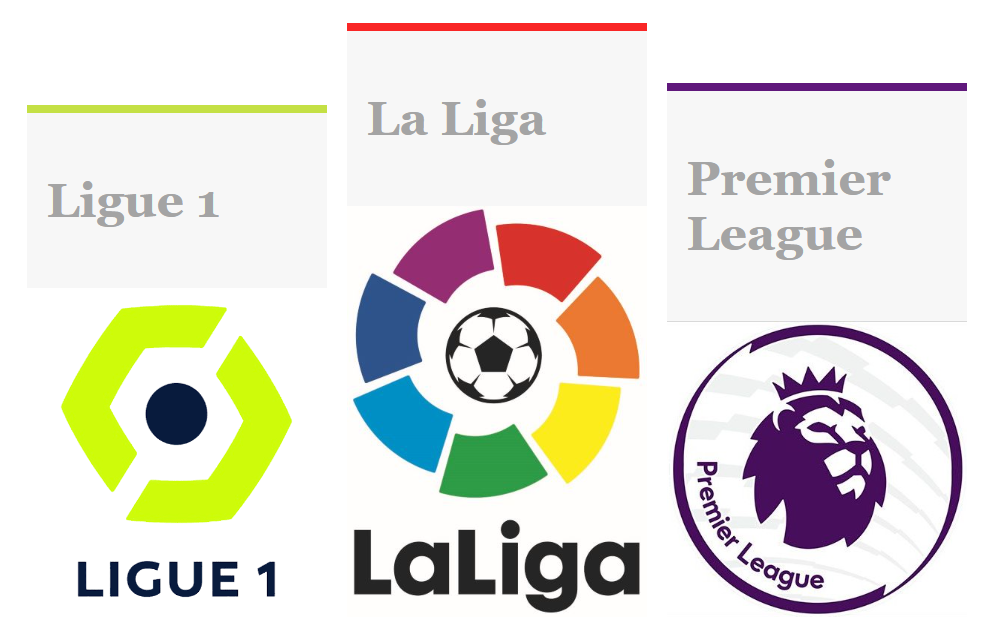 Ligue 1
LIGUE 1
La Liga
LaLiga
Premier
League
Premier League